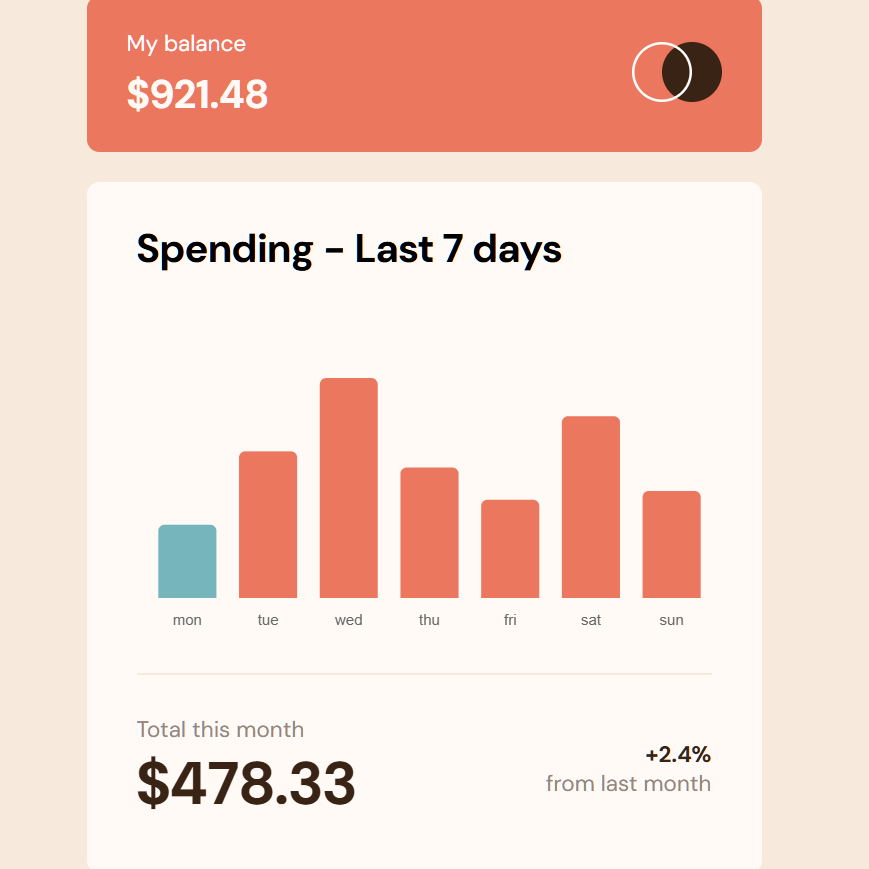 My balance
$921.48
Spending - Last 7 days
mon tue wed thu fri sat sun
Total this month
$478.33
+2.4%
from last month